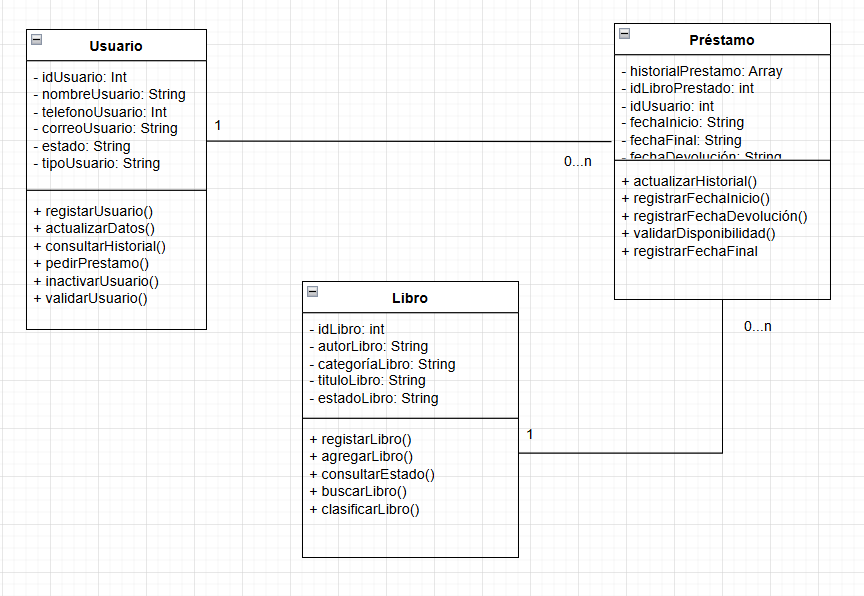 Usuario
- idUsuario: Int
- nombreUsuario: String
- telefonoUsuario: Int
- correoUsuario: String
- estado: String
- tipoUsuario: String
+ registarUsuario()
+ actualizarDatos()
+ consultarHistorial()
+ pedirPrestamo()
+ inactivarUsuario()
+ validarUsuario()
1
0...n
Préstamo
- historialPrestamo: Array
- idLibroPrestado: int
- idUsuario: int
- fechaInicio: String
- fechaFinal: String
- fechaDevolución: String
+ actualizarHistorial()
+ registrarFechaInicio()
+ registrarFechaDevolución()
+ validarDisponibilidad()
+ registrarFechaFinal
0...n
Libro
- idLibro: int
- autorLibro: String
- categoríaLibro: String
- tituloLibro: String
- estadoLibro: String
+ registarLibro()
+ agregarLibro()
+ consultarEstado()
+ buscarLibro()
+ clasificarLibro()
1